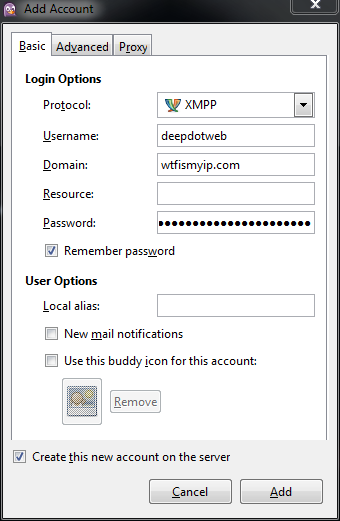 Add Account
Basic Advanced Proxy
Login Options
Protocol: XMPP
Username: deepdotweb
Domain: wtfismyip.com
Resource:
Password: ●●●●●●●●●●●●●●●●●●●●●●
Remember password
User Options
Local alias:
New mail notifications
Use this buddy icon for this account:
Remove
Create this new account on the server
Cancel Add